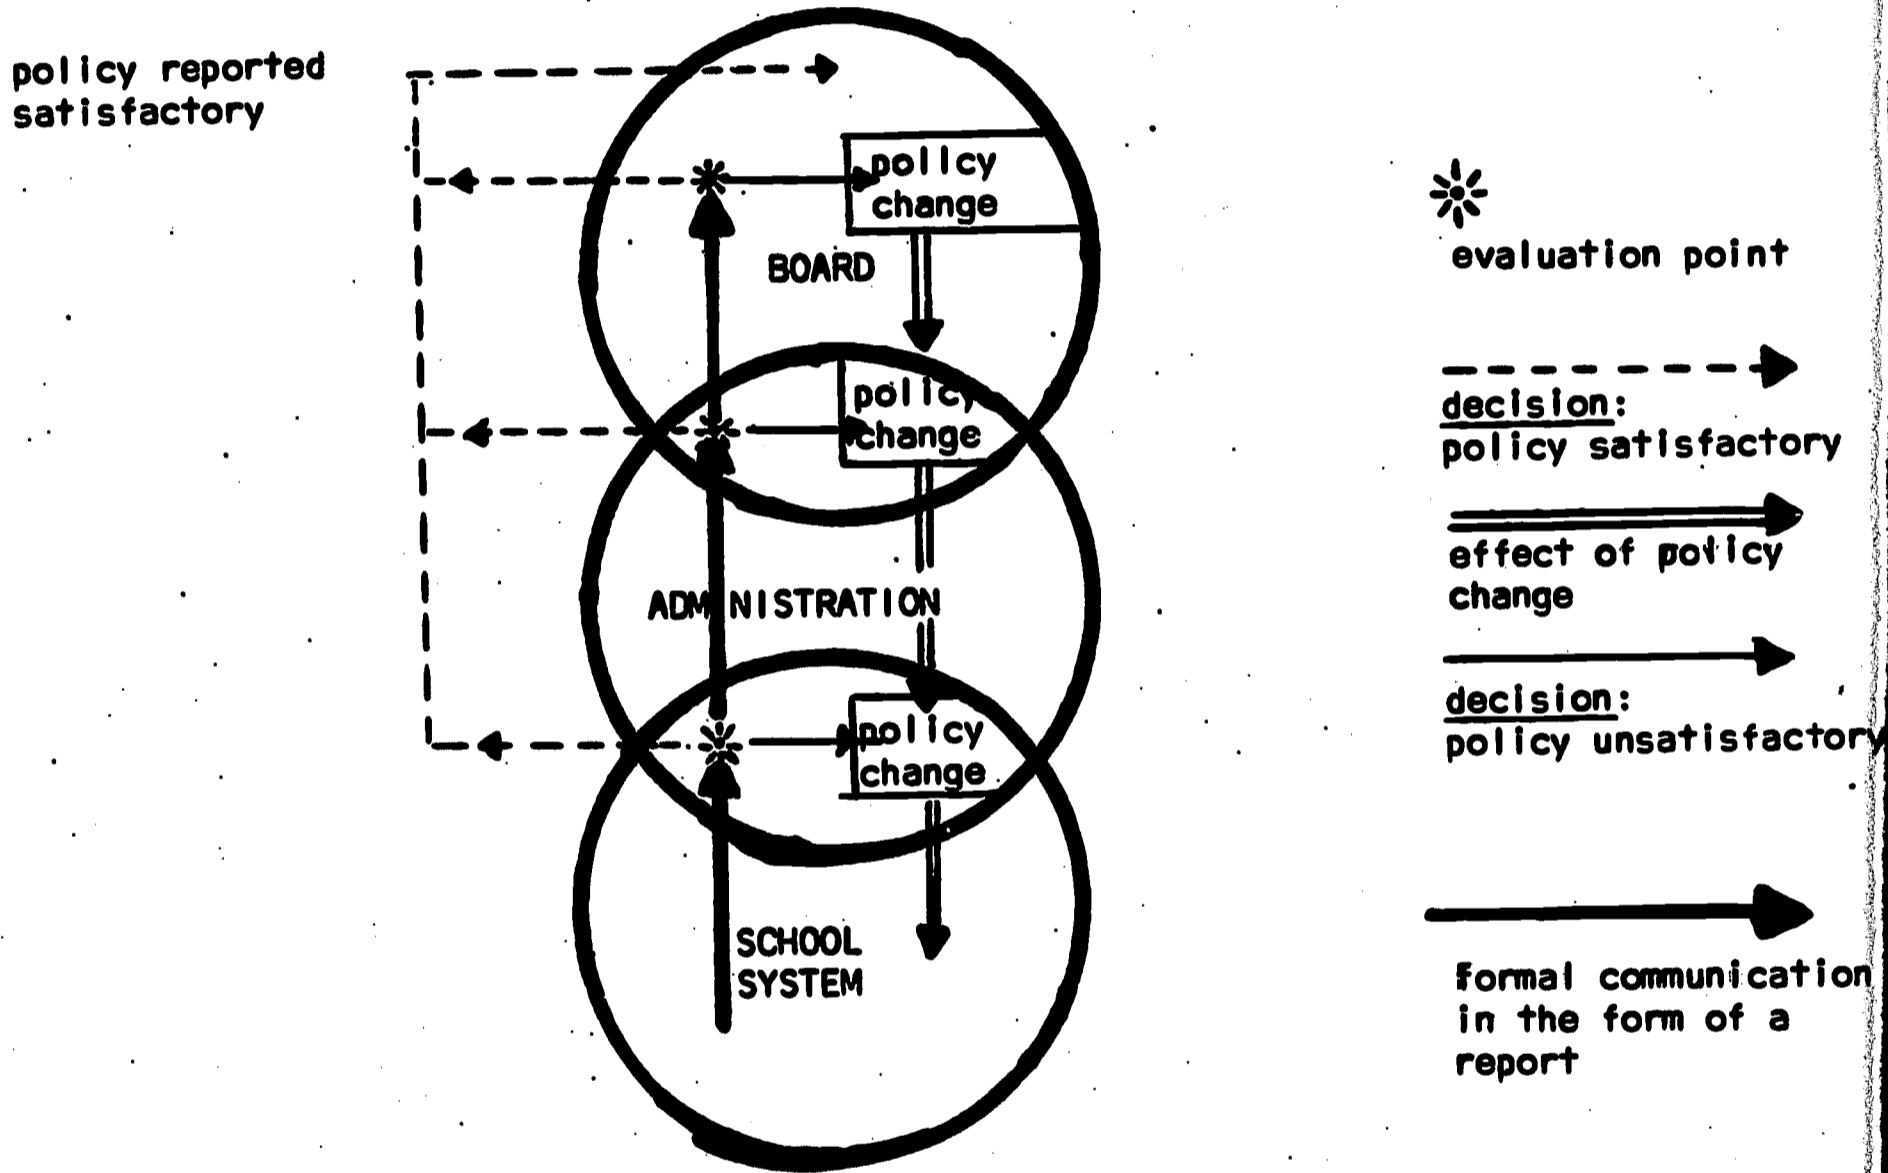 policy reported
satisfactory
policy
change
BOARD
policy
change
ADMINISTRATION
policy
change
SCHOOL
SYSTEM
evaluation point
decision:
policy satisfactory
effect of policy
change
decision:
policy unsatisfactory
formal communication
in the form of a
report